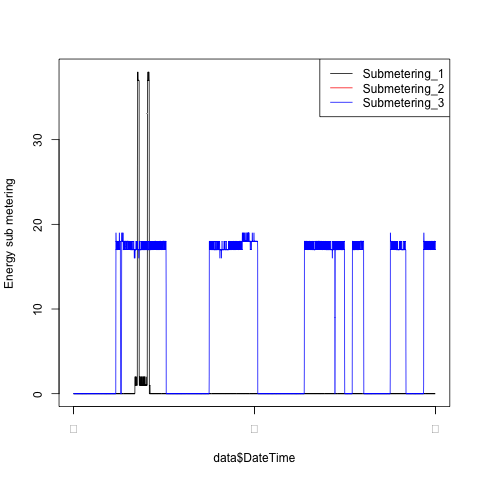 Submetering_1
Submetering_2
Submetering_3
Energy sub metering
30
20
10
0
data$DateTime